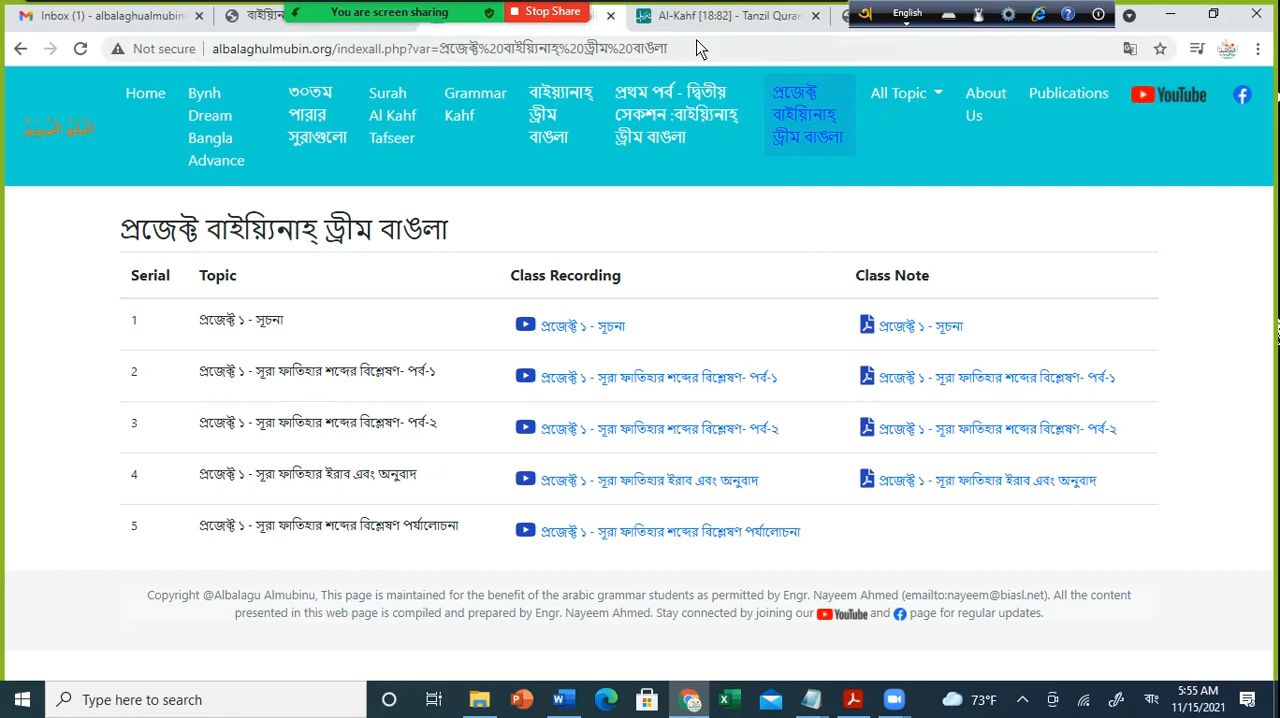 Inbox (1) - albalaghulmubin
You are screen sharing
Stop Share
Al-Kahf [18:82] - Tanzil Quran
English
Not secure
albalaghulmubin.org/indexall.php?var=প্রজেক্ট%20বাইয়্যিনাহ্%20ড্রীম%20বাঙলা
Home
Bynh Dream Bangla Advance
৩০তম পারার সুরাগুলো
Surah Al Kahf Tafseer
Grammar Kahf
বাইয়্যানাহ্ ড্রীম বাঙলা
প্রথম পর্ব - দ্বিতীয় সেকশন :বাইয়্যিনাহ্ ড্রীম বাঙলা
প্রজেক্ট বাইয়্যিনাহ্ ড্রীম বাঙলা
All Topic
About Us
Publications
YouTube
প্রজেক্ট বাইয়্যিনাহ্ ড্রীম বাঙলা
Serial Topic Class Recording Class Note
1 প্রজেক্ট ১ - সূচনা প্রজেক্ট ১ - সূচনা প্রজেক্ট ১ - সূচনা
2 প্রজেক্ট ১ - সূরা ফাতিহার শব্দের বিশ্লেষণ- পর্ব-১ প্রজেক্ট ১ - সূরা ফাতিহার শব্দের বিশ্লেষণ- পর্ব-১ প্রজেক্ট ১ - সূরা ফাতিহার শব্দের বিশ্লেষণ- পর্ব-১
3 প্রজেক্ট ১ - সূরা ফাতিহার শব্দের বিশ্লেষণ- পর্ব-২ প্রজেক্ট ১ - সূরা ফাতিহার শব্দের বিশ্লেষণ- পর্ব-২ প্রজেক্ট ১ - সূরা ফাতিহার শব্দের বিশ্লেষণ- পর্ব-২
4 প্রজেক্ট ১ - সূরা ফাতিহার ইরাব এবং অনুবাদ প্রজেক্ট ১ - সূরা ফাতিহার ইরাব এবং অনুবাদ প্রজেক্ট ১ - সূরা ফাতিহার ইরাব এবং অনুবাদ
5 প্রজেক্ট ১ - সূরা ফাতিহার শব্দের বিশ্লেষণ পর্যালোচনা প্রজেক্ট ১ - সূরা ফাতিহার শব্দের বিশ্লেষণ পর্যালোচনা
Copyright @Albalagu Almubinu, This page is maintained for the benefit of the arabic grammar students as permitted by Engr. Nayeem Ahmed (emailto:nayeem@biasl.net). All the content
presented in this web page is compiled and prepared by Engr. Nayeem Ahmed. Stay connected by joining our YouTube and page for regular updates.
Type here to search
73°F
বাং
5:55 AM
11/15/2021